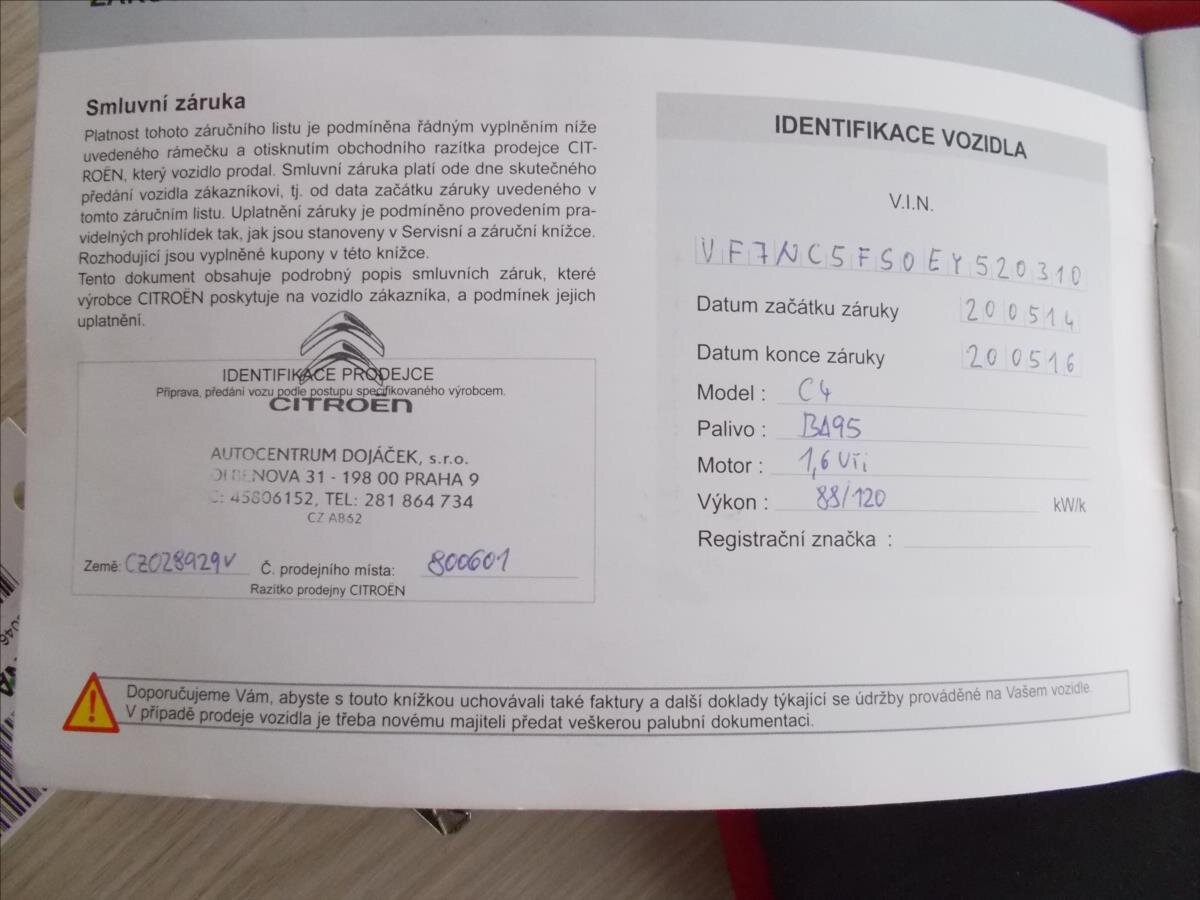 Smluvní záruka
Platnost tohoto záručního listu je podmíněna řádným vyplněním níže
uvedeného rámečku a otisknutím obchodního razítka prodejce CIT-
ROËN, který vozidlo prodal. Smluvní záruka platí ode dne skutečného
předání vozidla zákazníkovi, tj. od data začátku záruky uvedeného v
tomto záručním listu. Uplatnění záruky je podmíněno provedením pra-
videlných prohlídek tak, jak jsou stanoveny v Servisní a záruční knížce.
Rozhodující jsou vyplněné kupony v této knížce.
Tento dokument obsahuje podrobný popis smluvních záruk, které
výrobce CITROËN poskytuje na vozidlo zákazníka, a podmínek jejich
uplatnění.
IDENTIFIKACE PRODEJCE
Příprava, předání vozu podle postupu specifikovaného výrobcem.
CITROËN
AUTOCENTRUM DOJÁČEK, s.r.o.
31 - 198 00 PRAHA 9
45806152, TEL: 281 864 734
CZ AB62
Země: CZ028929V Č. prodejního místa: 800601
Razítko prodejny CITROËN
IDENTIFIKACE VOZIDLA
V.I.N.
VF7NC5FS0EY520310
Datum začátku záruky 200514
Datum konce záruky 200516
Model : C4
Palivo : BA95
Motor : 1,6 VTi
Výkon : 88/120 kW/k
Registrační značka :
Doporučujeme Vám, abyste s touto knížkou uchovávali také faktury a další doklady týkající se údržby prováděné na Vašem vozidle.
V případě prodeje vozidla je třeba novému majiteli předat veškerou palubní dokumentaci.